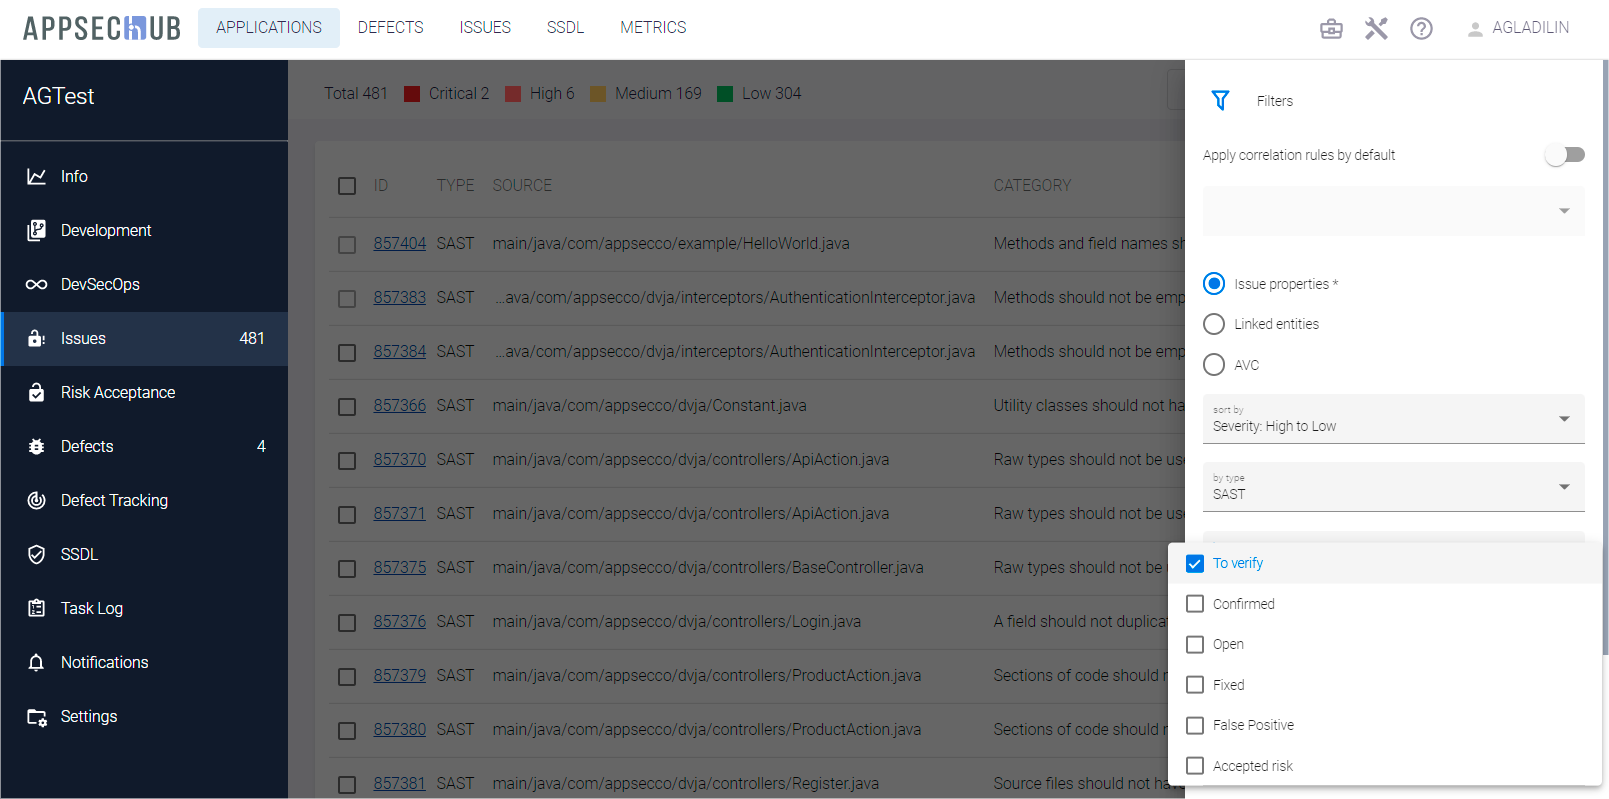 APPSECHUB APPLICATIONS DEFECTS ISSUES SSDL METRICS AGLADILIN
AGTest
Info
Development
DevSecOps
Issues 481
Risk Acceptance
Defects 4
Defect Tracking
SSDL
Task Log
Notifications
Settings
Total 481 Critical 2 High 6 Medium 169 Low 304
ID TYPE SOURCE CATEGORY
857404 SAST main/java/com/appsecco/example/HelloWorld.java Methods and field names sh
857383 SAST ...ava/com/appsecco/dvja/interceptors/AuthenticationInterceptor.java Methods should not be emp
857384 SAST ...ava/com/appsecco/dvja/interceptors/AuthenticationInterceptor.java Methods should not be emp
857366 SAST main/java/com/appsecco/dvja/Constant.java Utility classes should not ha
857370 SAST main/java/com/appsecco/dvja/controllers/ApiAction.java Raw types should not be use
857371 SAST main/java/com/appsecco/dvja/controllers/ApiAction.java Raw types should not be use
857375 SAST main/java/com/appsecco/dvja/controllers/BaseController.java Raw types should not be
857376 SAST main/java/com/appsecco/dvja/controllers/Login.java A field should not duplicat
857379 SAST main/java/com/appsecco/dvja/controllers/ProductAction.java Sections of code should
857380 SAST main/java/com/appsecco/dvja/controllers/ProductAction.java Sections of code should
857381 SAST main/java/com/appsecco/dvja/controllers/Register.java Source files should not ha
Filters
Apply correlation rules by default
Issue properties *
Linked entities
AVC
sort by
Severity: High to Low
by type
SAST
To verify
Confirmed
Open
Fixed
False Positive
Accepted risk